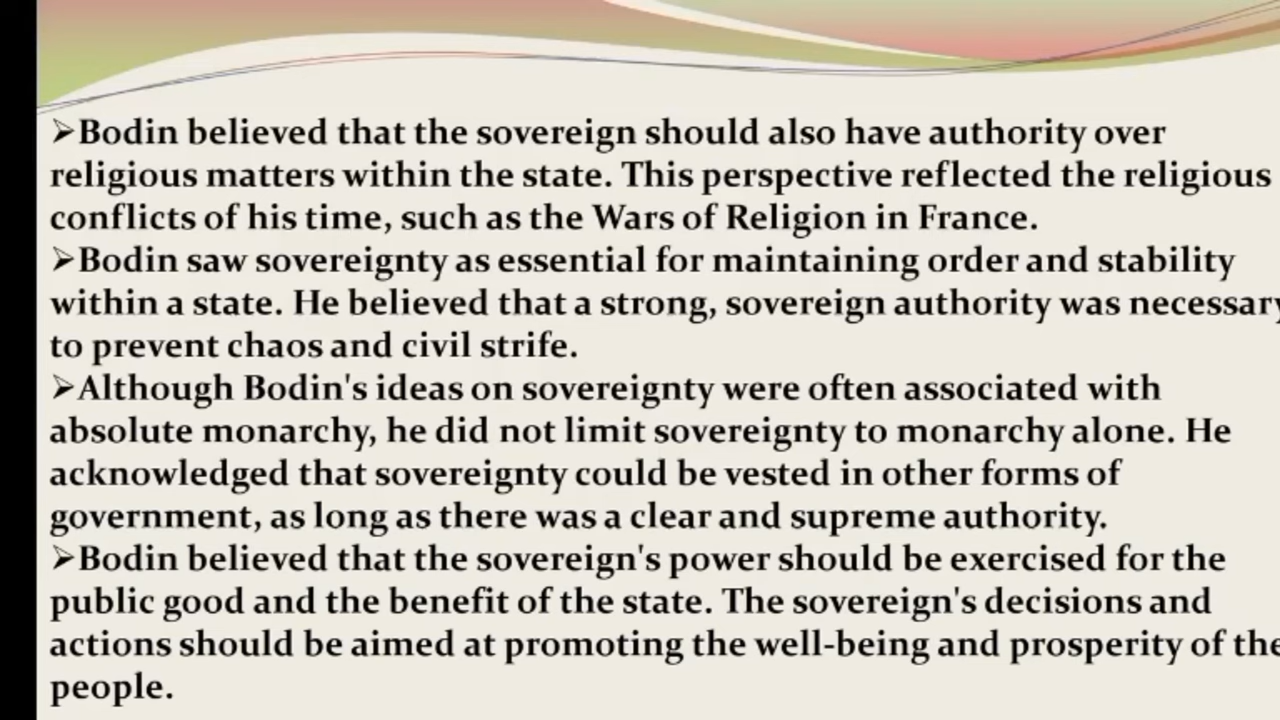 ➢Bodin believed that the sovereign should also have authority over
religious matters within the state. This perspective reflected the religious
conflicts of his time, such as the Wars of Religion in France.
➢Bodin saw sovereignty as essential for maintaining order and stability
within a state. He believed that a strong, sovereign authority was necessary
to prevent chaos and civil strife.
➢Although Bodin's ideas on sovereignty were often associated with
absolute monarchy, he did not limit sovereignty to monarchy alone. He
acknowledged that sovereignty could be vested in other forms of
government, as long as there was a clear and supreme authority.
➢Bodin believed that the sovereign's power should be exercised for the
public good and the benefit of the state. The sovereign's decisions and
actions should be aimed at promoting the well-being and prosperity of the
people.